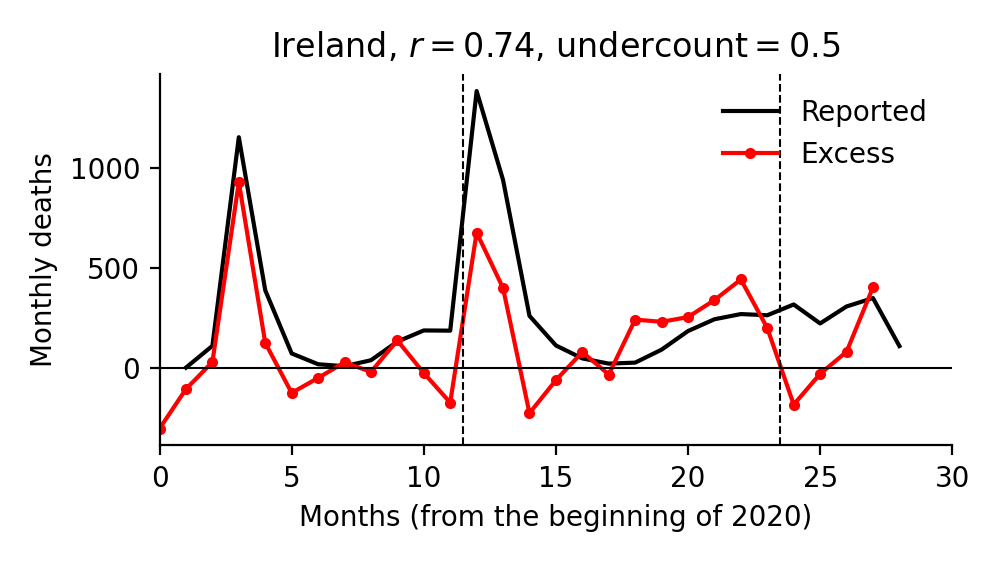 Ireland, r = 0.74, undercount = 0.5
Reported
Excess
Monthly deaths
1000
500
0
0 5 10 15 20 25 30
Months (from the beginning of 2020)